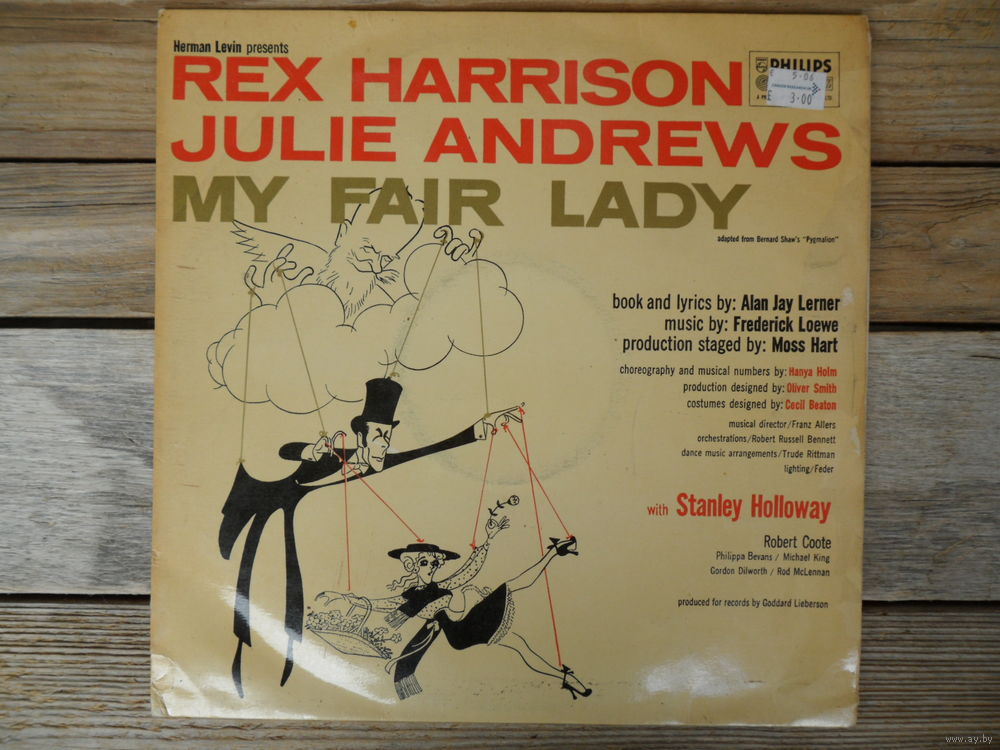 Herman Levin presents
REX HARRISON
JULIE ANDREWS
MY FAIR LADY
PHILIPS
£ 5-06
£ 3·00
adapted from Bernard Shaw's "Pygmalion"
book and lyrics by: Alan Jay Lerner
music by: Frederick Loewe
production staged by: Moss Hart
choreography and musical numbers by: Hanya Holm
production designed by: Oliver Smith
costumes designed by: Cecil Beaton
musical director/Franz Allers
orchestrations/Robert Russell Bennett
dance music arrangements/Trude Rittman
lighting/Feder
with Stanley Holloway
Robert Coote
Philippa Bevans / Michael King
Gordon Dilworth / Rod McLennan
produced for records by Goddard Lieberson
www.ay.by